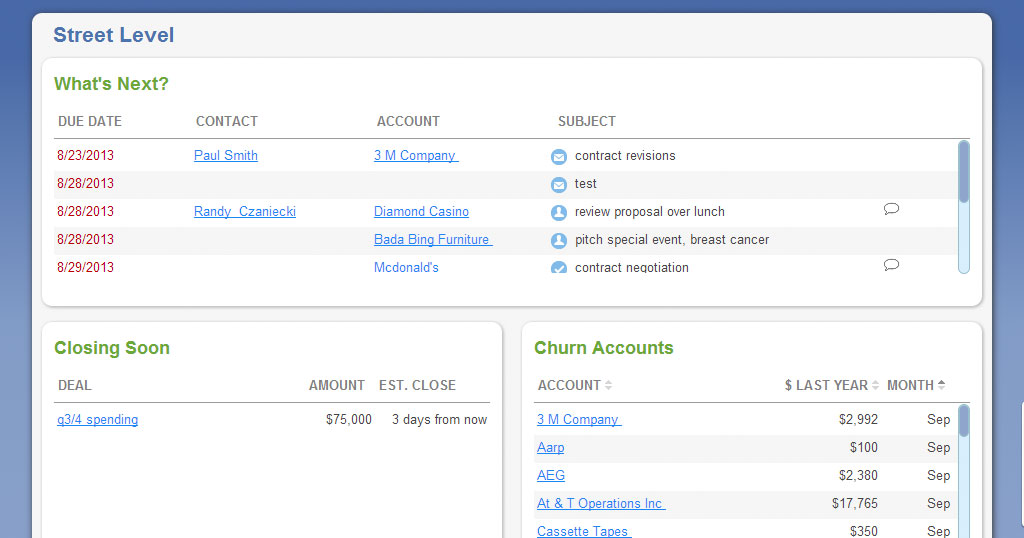 Street Level
What's Next?
DUE DATE CONTACT ACCOUNT SUBJECT
8/23/2013 Paul Smith 3 M Company contract revisions
8/28/2013 test
8/28/2013 Randy Czaniecki Diamond Casino review proposal over lunch
8/28/2013 Bada Bing Furniture pitch special event, breast cancer
8/29/2013 Mcdonald's contract negotiation
Closing Soon
DEAL AMOUNT EST. CLOSE
q3/4 spending $75,000 3 days from now
Churn Accounts
ACCOUNT $ LAST YEAR MONTH
3 M Company $2,992 Sep
Aarp $100 Sep
AEG $2,380 Sep
At & T Operations Inc $17,765 Sep
Cassette Tapes $350 Sep